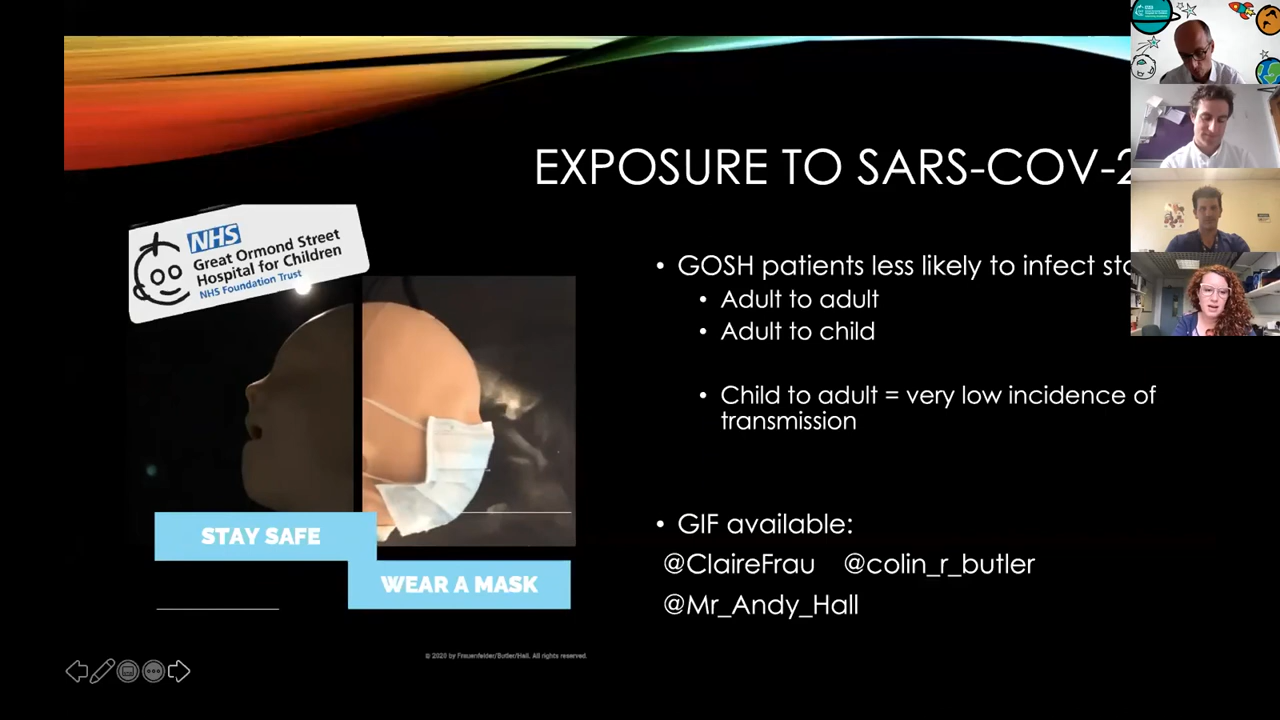 EXPOSURE TO SARS-COV-2
NHS
Great Ormond Street
Hospital for Children
NHS Foundation Trust
• GOSH patients less likely to infect
• Adult to adult
• Adult to child
• Child to adult = very low incidence of
transmission
STAY SAFE
WEAR A MASK
• GIF available:
@ClaireFrau @colin_r_butler
@Mr_Andy_Hall
© 2020 by Frauenfelder/Butler/Hall. All rights reserved.